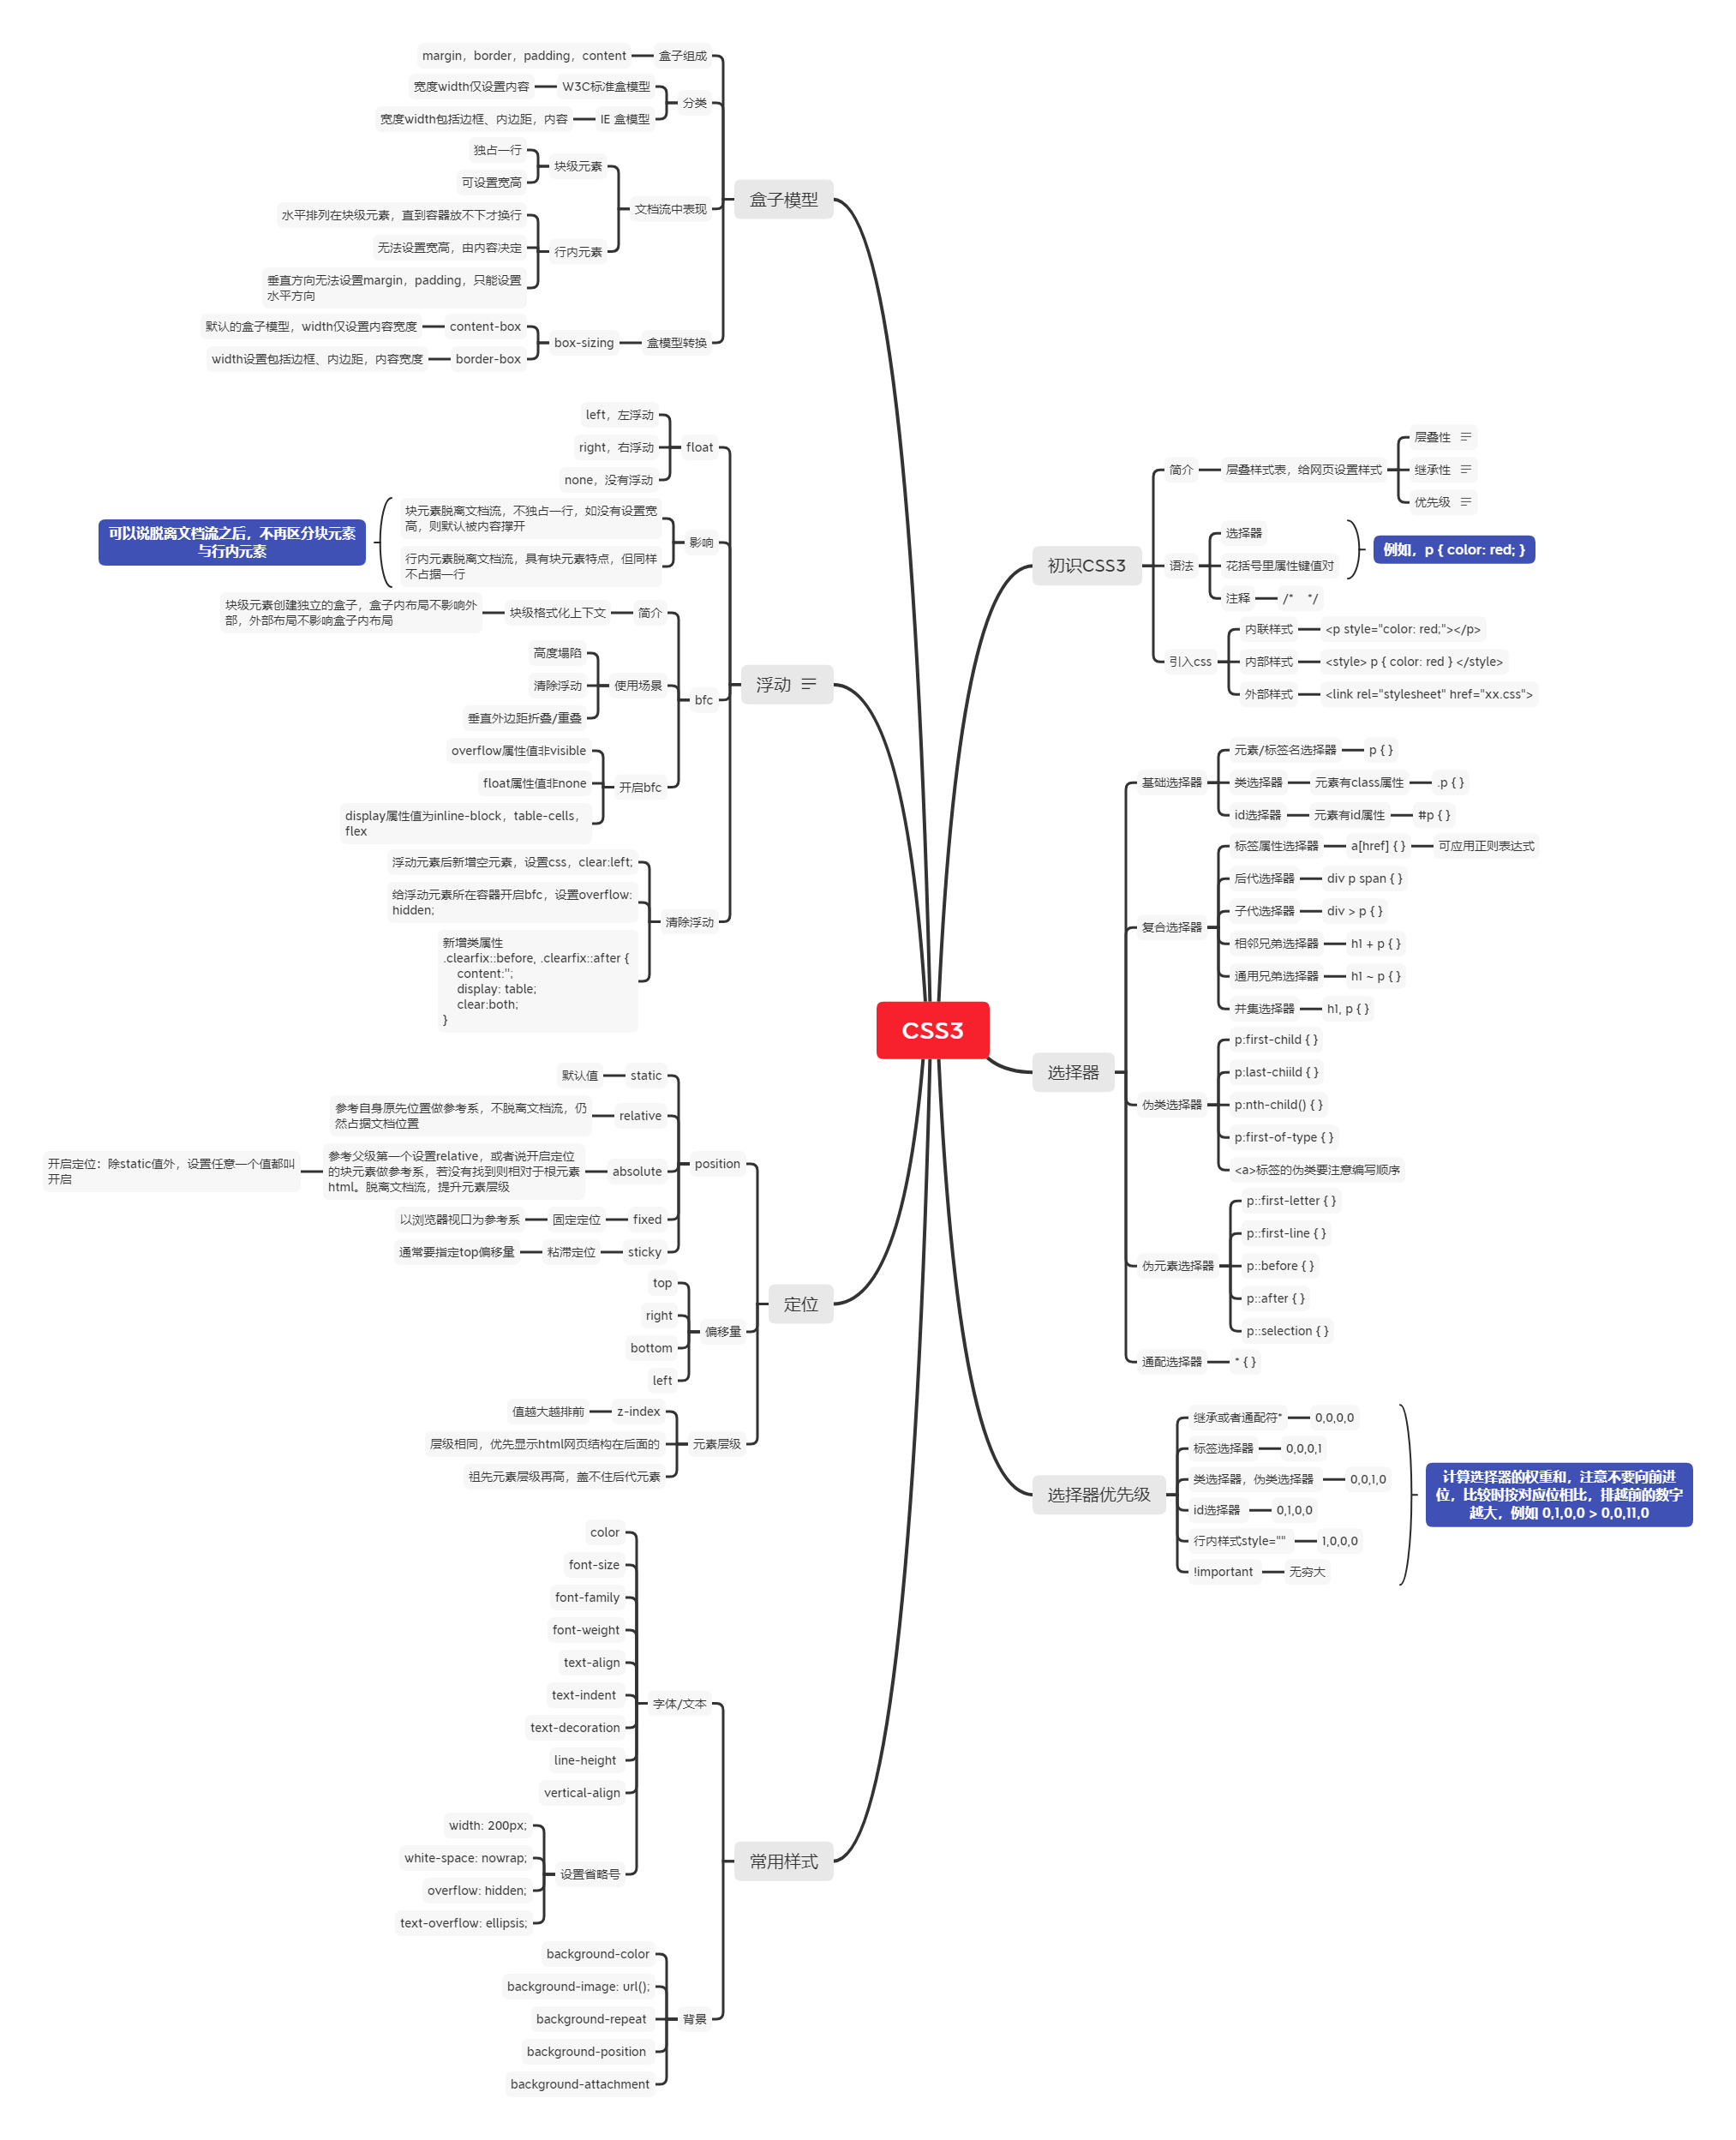 CSS3
初识CSS3
简介
层叠样式表，给网页设置样式
层叠性
继承性
优先级
语法
选择器
花括号里属性键值对
注释
/*    */
例如，p { color: red; }
引入css
内联样式
<p style="color: red;"></p>
内部样式
<style> p { color: red } </style>
外部样式
<link rel="stylesheet" href="xx.css">
选择器
基础选择器
元素/标签名选择器
p { }
类选择器
元素有class属性
.p { }
id选择器
元素有id属性
#p { }
复合选择器
标签属性选择器
a[href] { }
可应用正则表达式
后代选择器
div p span { }
子代选择器
div > p { }
相邻兄弟选择器
h1 + p { }
通用兄弟选择器
h1 ~ p { }
并集选择器
h1, p { }
伪类选择器
p:first-child { }
p:last-chiild { }
p:nth-child() { }
p:first-of-type { }
<a>标签的伪类要注意编写顺序
伪元素选择器
p::first-letter { }
p::first-line { }
p::before { }
p::after { }
p::selection { }
通配选择器
* { }
选择器优先级
继承或者通配符*
0,0,0,0
标签选择器
0,0,0,1
类选择器，伪类选择器
0,0,1,0
id选择器
0,1,0,0
行内样式style=""
1,0,0,0
!important
无穷大
计算选择器的权重和，注意不要向前进
位，比较时按对应位相比，排越前的数字
越大，例如 0,1,0,0 > 0,0,11,0
盒子模型
盒子组成
margin，border，padding，content
分类
W3C标准盒模型
宽度width仅设置内容
IE 盒模型
宽度width包括边框、内边距，内容
文档流中表现
块级元素
独占一行
可设置宽高
行内元素
水平排列在块级元素，直到容器放不下才换行
无法设置宽高，由内容决定
垂直方向无法设置margin，padding，只能设置
水平方向
盒模型转换
box-sizing
content-box
默认的盒子模型，width仅设置内容宽度
border-box
width设置包括边框、内边距，内容宽度
浮动
float
left，左浮动
right，右浮动
none，没有浮动
影响
块元素脱离文档流，不独占一行，如没有设置宽
高，则默认被内容撑开
行内元素脱离文档流，具有块元素特点，但同样
不占据一行
可以说脱离文档流之后，不再区分块元素
与行内元素
bfc
简介
块级格式化上下文
块级元素创建独立的盒子，盒子内布局不影响外
部，外部布局不影响盒子内布局
使用场景
高度塌陷
清除浮动
垂直外边距折叠/重叠
开启bfc
overflow属性值非visible
float属性值非none
display属性值为inline-block，table-cells，
flex
清除浮动
浮动元素后新增空元素，设置css，clear:left;
给浮动元素所在容器开启bfc，设置overflow:
hidden;
新增类属性
.clearfix::before, .clearfix::after {
content:'';
display: table;
clear:both;
}
定位
position
static
默认值
relative
参考自身原先位置做参考系，不脱离文档流，仍
然占据文档位置
absolute
参考父级第一个设置relative，或者说开启定位
的块元素做参考系，若没有找到则相对于根元素
html。脱离文档流，提升元素层级
开启定位：除static值外，设置任意一个值都叫
开启
fixed
固定定位
以浏览器视口为参考系
sticky
粘滞定位
通常要指定top偏移量
偏移量
top
right
bottom
left
元素层级
z-index
值越大越排前
层级相同，优先显示html网页结构在后面的
祖先元素层级再高，盖不住后代元素
常用样式
字体/文本
color
font-size
font-family
font-weight
text-align
text-indent
text-decoration
line-height
vertical-align
设置省略号
width: 200px;
white-space: nowrap;
overflow: hidden;
text-overflow: ellipsis;
背景
background-color
background-image: url();
background-repeat
background-position
background-attachment